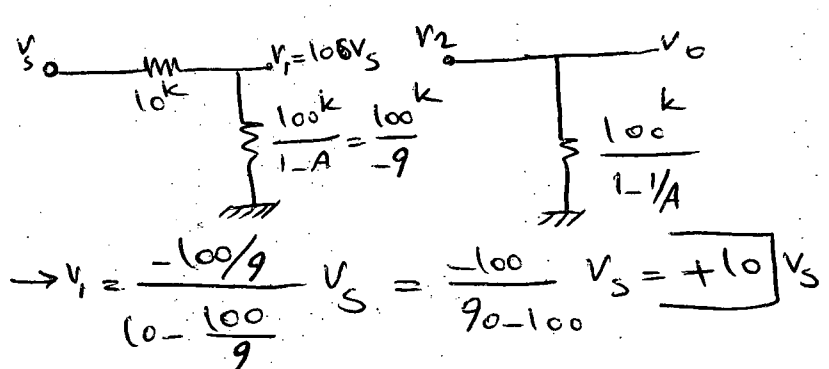 Vs 10k V₁=108Vs V2 Vo
100k/1-A = 100k/-9 100k/1-1/A
→ V₁ = -100/9 / 10 - 100/9 Vs = -100/90-100 Vs = +10 Vs